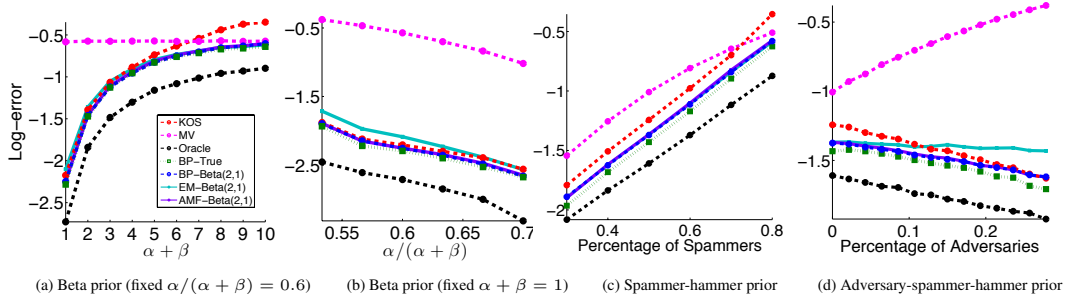 Log−error
−0.5
−1
−1.5
−2
−2.5
1 2 3 4 5 6 7 8 9 10
α + β
KOS
MV
Oracle
BP−True
BP−Beta(2,1)
EM−Beta(2,1)
AMF−Beta(2,1)
−0.5
−1.5
−2.5
0.55 0.6 0.65 0.7
α/(α + β)
−0.5
−1
−1.5
−2
0.4 0.6 0.8
Percentage of Spammers
−0.5
−1
−1.5
0 0.1 0.2
Percentage of Adversaries
(a) Beta prior (fixed α/(α + β) = 0.6)
(b) Beta prior (fixed α + β = 1)
(c) Spammer-hammer prior
(d) Adversary-spammer-hammer prior